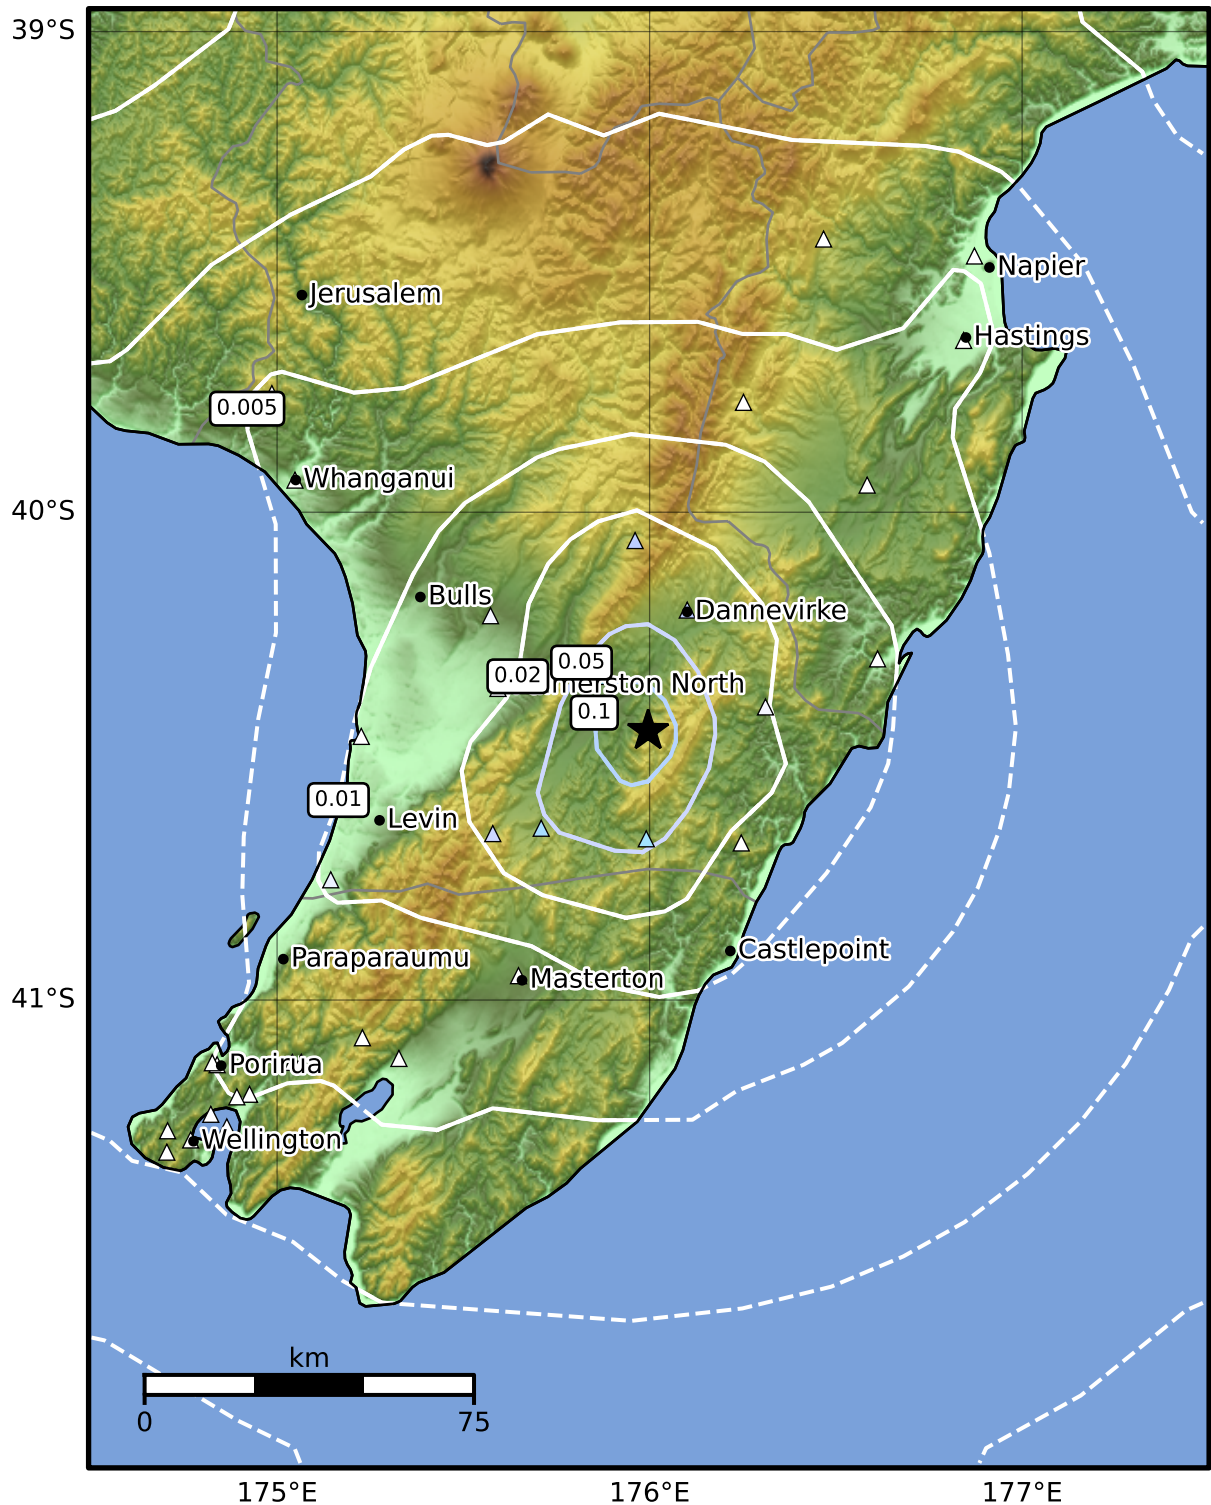 39°S
Napier
Jerusalem
Hastings
0.005
Whanganui
40°S
Bulls
Dannevirke
0.05
0.02
merston North
0.1
0.01
Levin
Castlepoint
Paraparaumu
Masterton
41°S
Porirua
Wellington
km
0 75
175°E 176°E 177°E